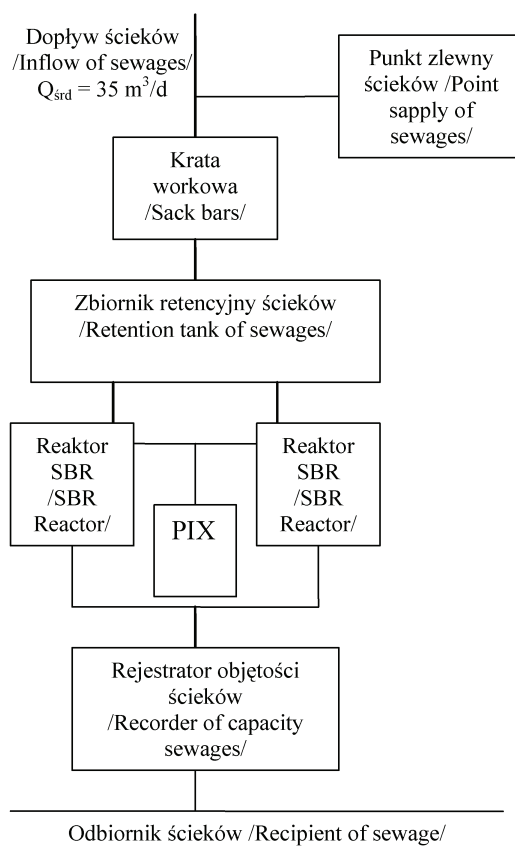 Dopływ ścieków
/Inflow of sewages/
Qśrd = 35 m³/d
Punkt zlewny
ścieków /Point
sapply of
sewages/
Krata
workowa
/Sack bars/
Zbiornik retencyjny ścieków
/Retention tank of sewages/
Reaktor
SBR
/SBR
Reactor/
Reaktor
SBR
/SBR
Reactor/
PIX
Rejestrator objętości
ścieków
/Recorder of capacity
sewages/
Odbiornik ścieków /Recipient of sewage/